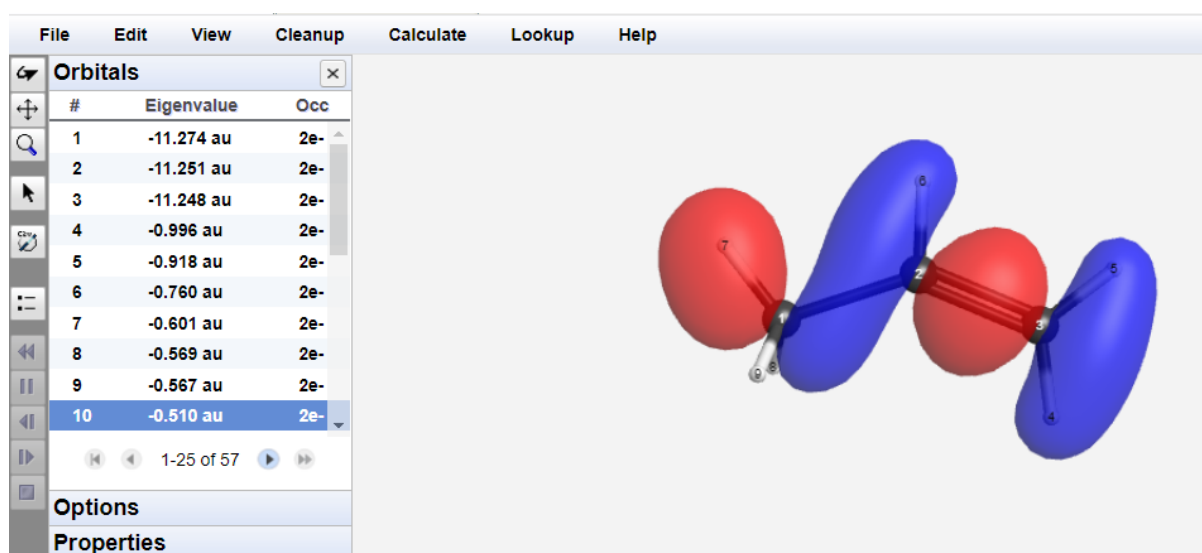 File Edit View Cleanup Calculate Lookup Help
Orbitals
# Eigenvalue Occ
1 -11.274 au 2e-
2 -11.251 au 2e-
3 -11.248 au 2e-
4 -0.996 au 2e-
5 -0.918 au 2e-
6 -0.760 au 2e-
7 -0.601 au 2e-
8 -0.569 au 2e-
9 -0.567 au 2e-
10 -0.510 au 2e-
1-25 of 57
Options
Properties
6
7
5
2
1
3
8
9
4